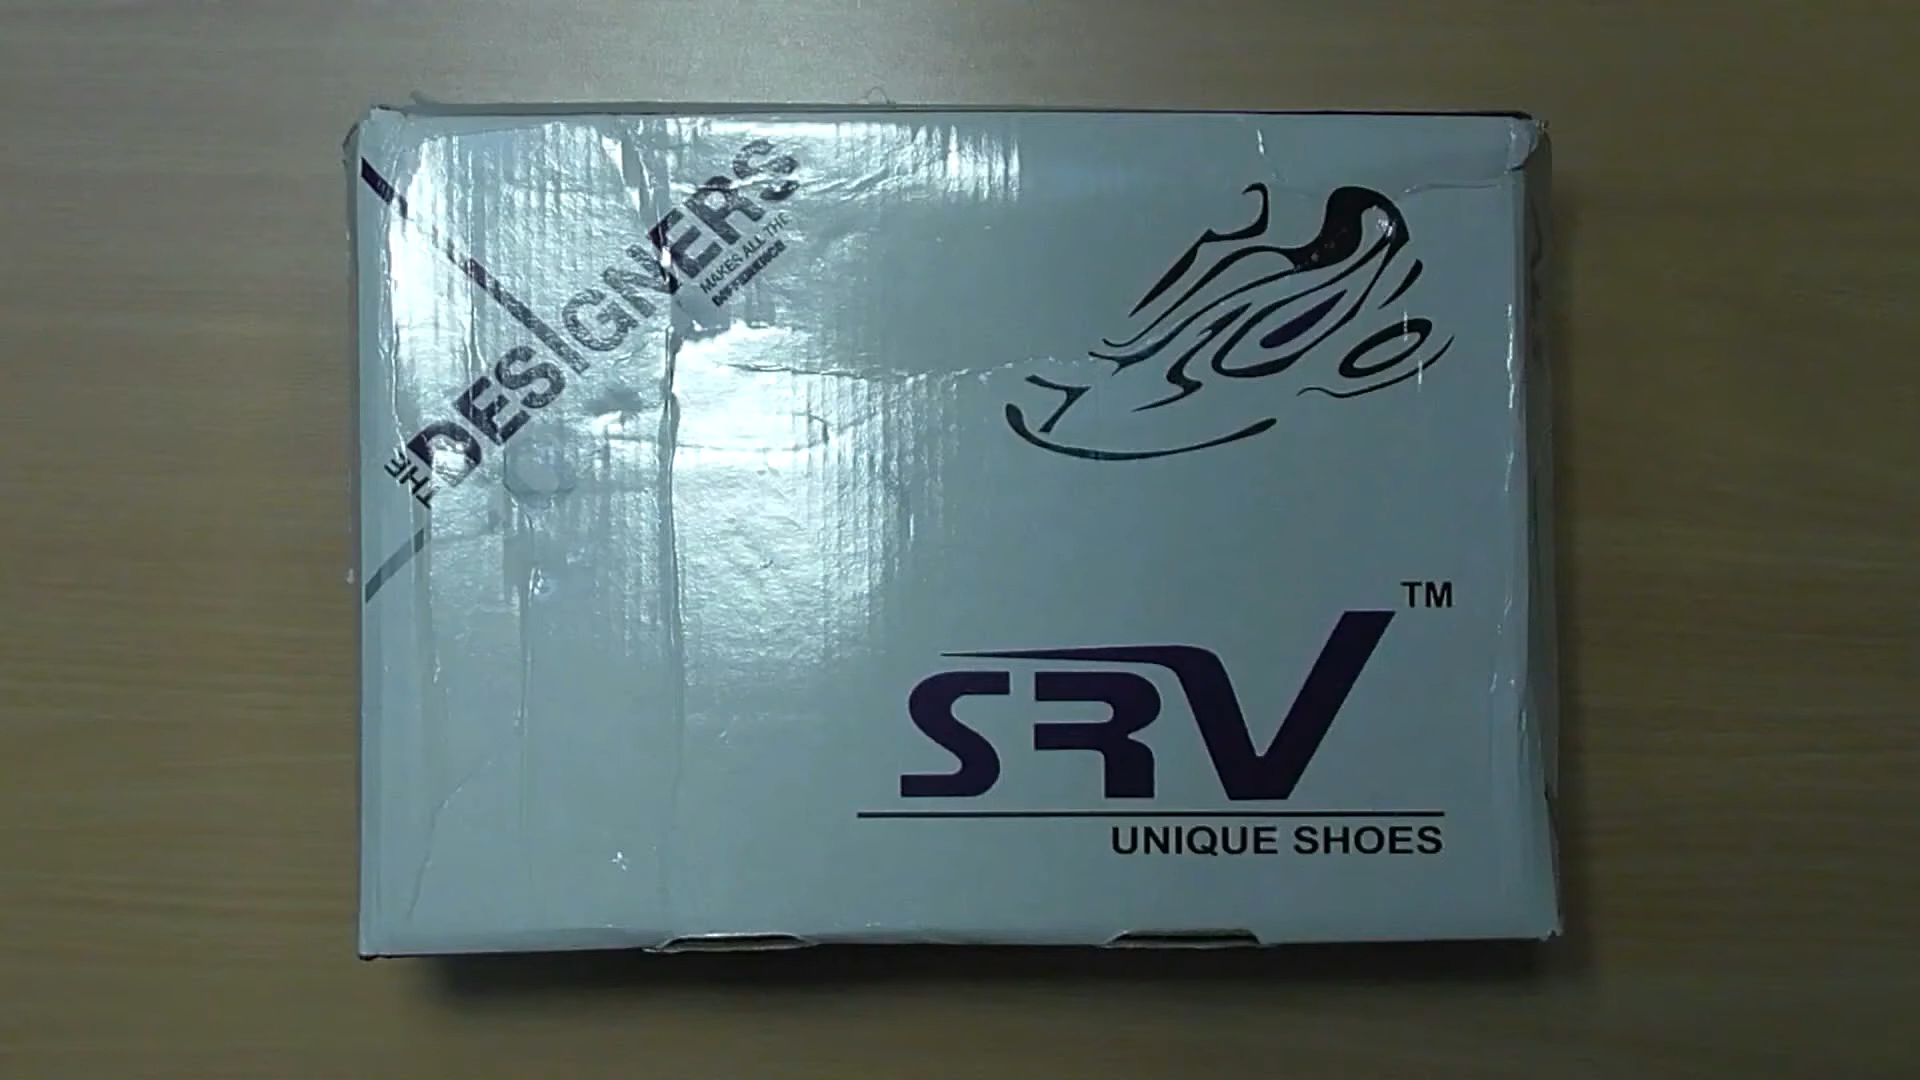 THE DESIGNERS
MAKES ALL THE
DIFFERENCE
SRV TM
UNIQUE SHOES